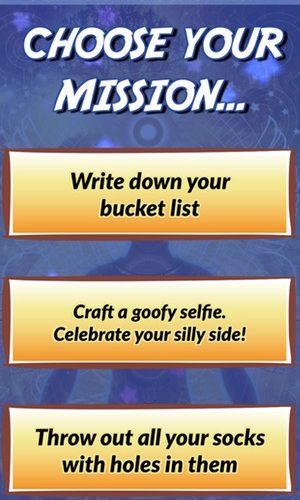 CHOOSE YOUR
MISSION...
Write down your
bucket list
Craft a goofy selfie.
Celebrate your silly side!
Throw out all your socks
with holes in them